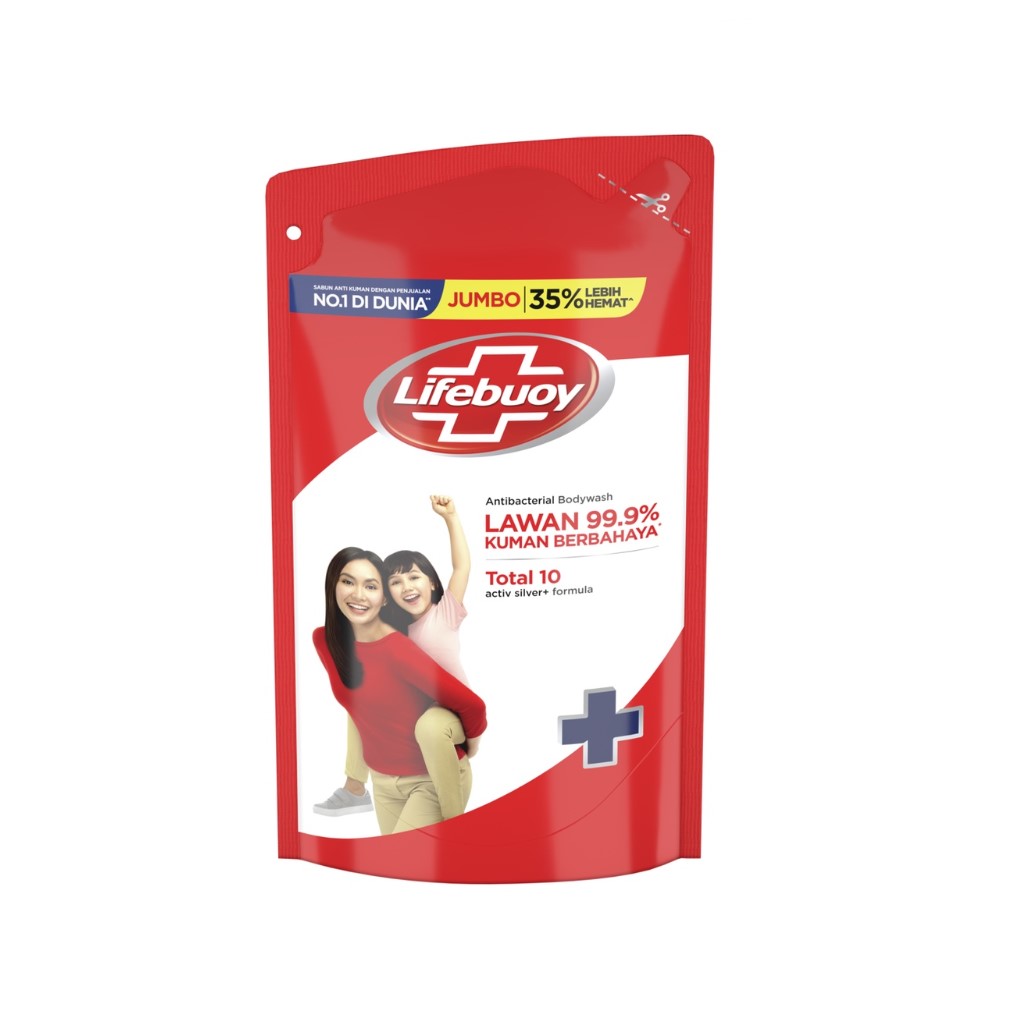 SABUN ANTI KUMAN DENGAN PENJUALAN
NO.1 DI DUNIA**
JUMBO
35% LEBIH HEMAT^
Lifebuoy
Antibacterial Bodywash
LAWAN 99.9%
KUMAN BERBAHAYA*
Total 10
activ silver+ formula